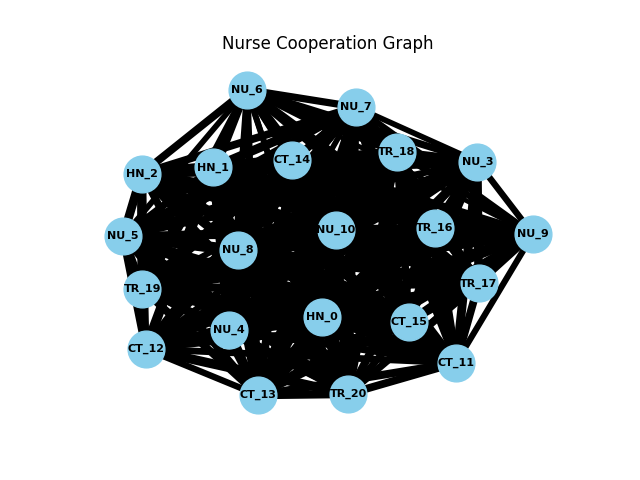 Nurse Cooperation Graph
NU_6
NU_7
TR_18
CT_14
NU_3
HN_1
HN_2
NU_10
TR_16
NU_9
NU_5
NU_8
TR_17
TR_19
HN_0
CT_15
NU_4
CT_12
CT_11
TR_20
CT_13